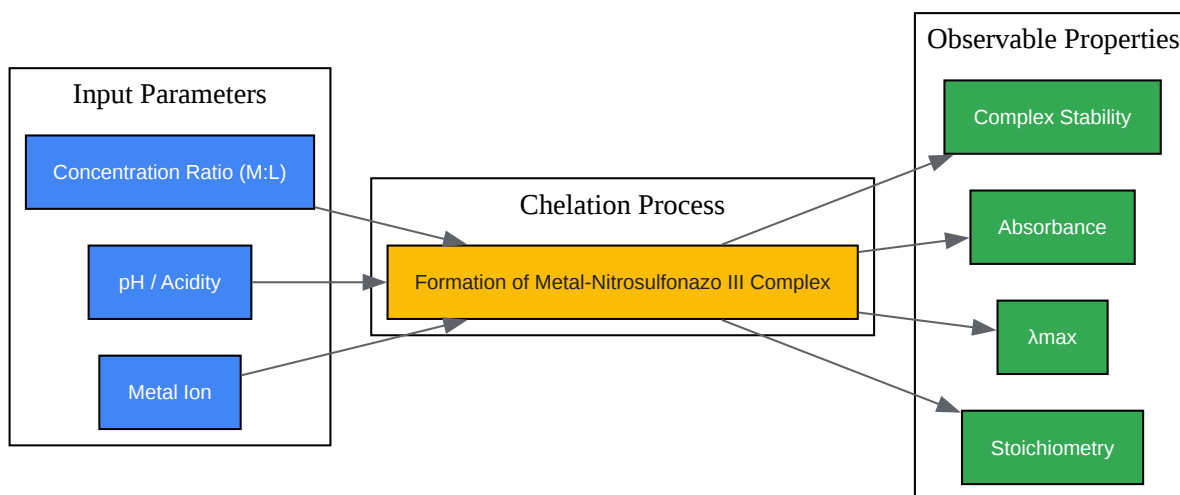 Input Parameters
Concentration Ratio (M:L)
pH / Acidity
Metal Ion
Chelation Process
Formation of Metal-Nitrosulfonazo III Complex
Observable Properties
Complex Stability
Absorbance
λmax
Stoichiometry